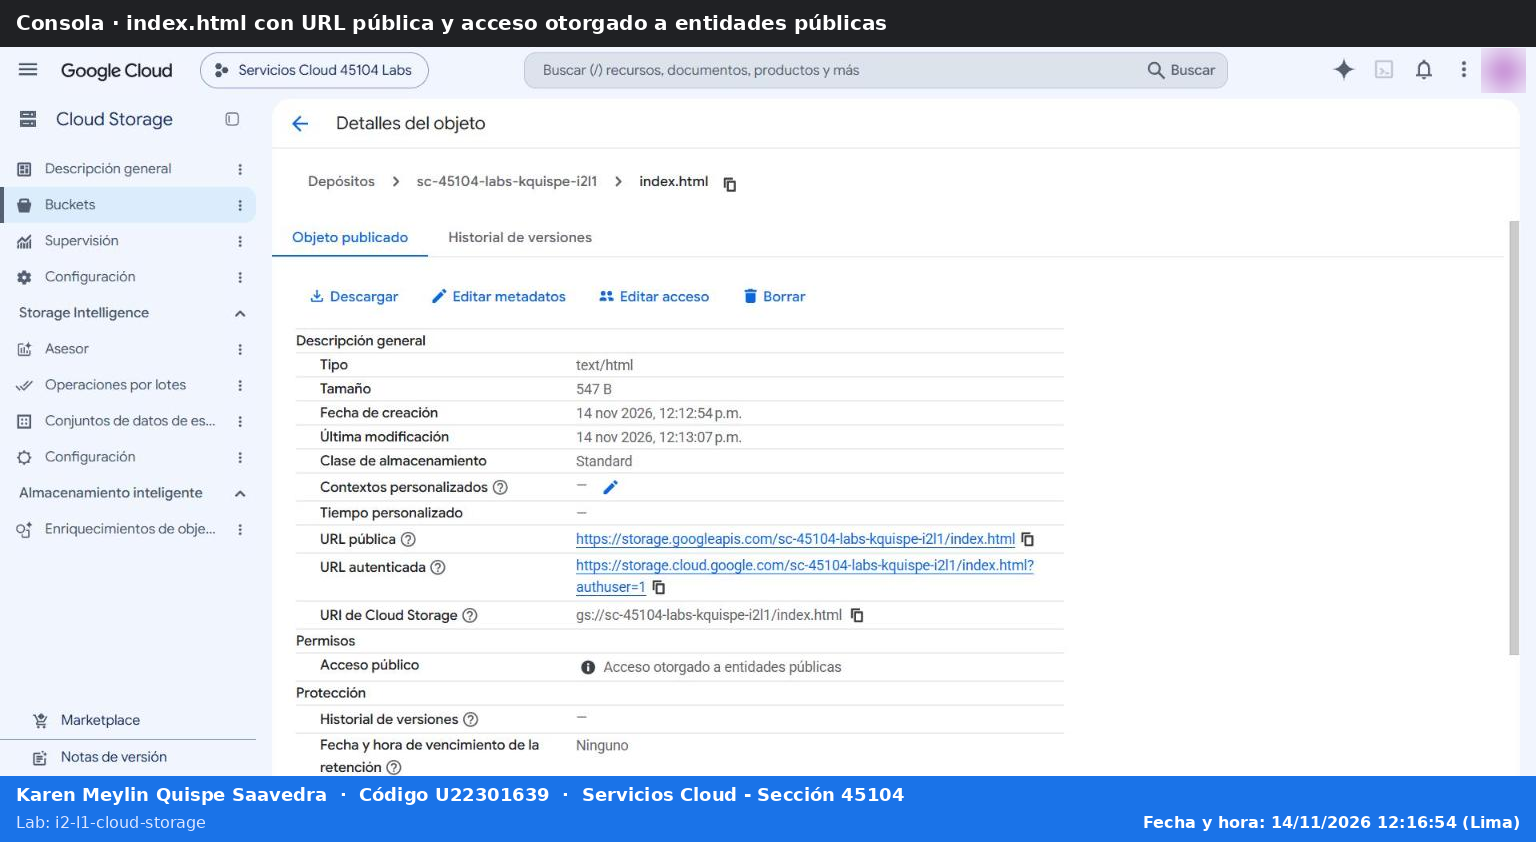 Consola · index.html con URL pública y acceso otorgado a entidades públicas
Google Cloud
Servicios Cloud 45104 Labs
Buscar (/) recursos, documentos, productos y más
Buscar
Cloud Storage
Descripción general
Buckets
Supervisión
Configuración
Storage Intelligence
Asesor
Operaciones por lotes
Conjuntos de datos de es...
Configuración
Almacenamiento inteligente
Enriquecimientos de obje...
Marketplace
Notas de versión
Detalles del objeto
Depósitos > sc-45104-labs-kquispe-i2l1 > index.html
Objeto publicado Historial de versiones
Descargar Editar metadatos Editar acceso Borrar
Descripción general
Tipo text/html
Tamaño 547 B
Fecha de creación 14 nov 2026, 12:12:54 p.m.
Última modificación 14 nov 2026, 12:13:07 p.m.
Clase de almacenamiento Standard
Contextos personalizados —
Tiempo personalizado —
URL pública https://storage.googleapis.com/sc-45104-labs-kquispe-i2l1/index.html
URL autenticada https://storage.cloud.google.com/sc-45104-labs-kquispe-i2l1/index.html?
authuser=1
URI de Cloud Storage gs://sc-45104-labs-kquispe-i2l1/index.html
Permisos
Acceso público Acceso otorgado a entidades públicas
Protección
Historial de versiones —
Fecha y hora de vencimiento de la Ninguno
retención
Karen Meylin Quispe Saavedra · Código U22301639 · Servicios Cloud - Sección 45104
Lab: i2-l1-cloud-storage
Fecha y hora: 14/11/2026 12:16:54 (Lima)